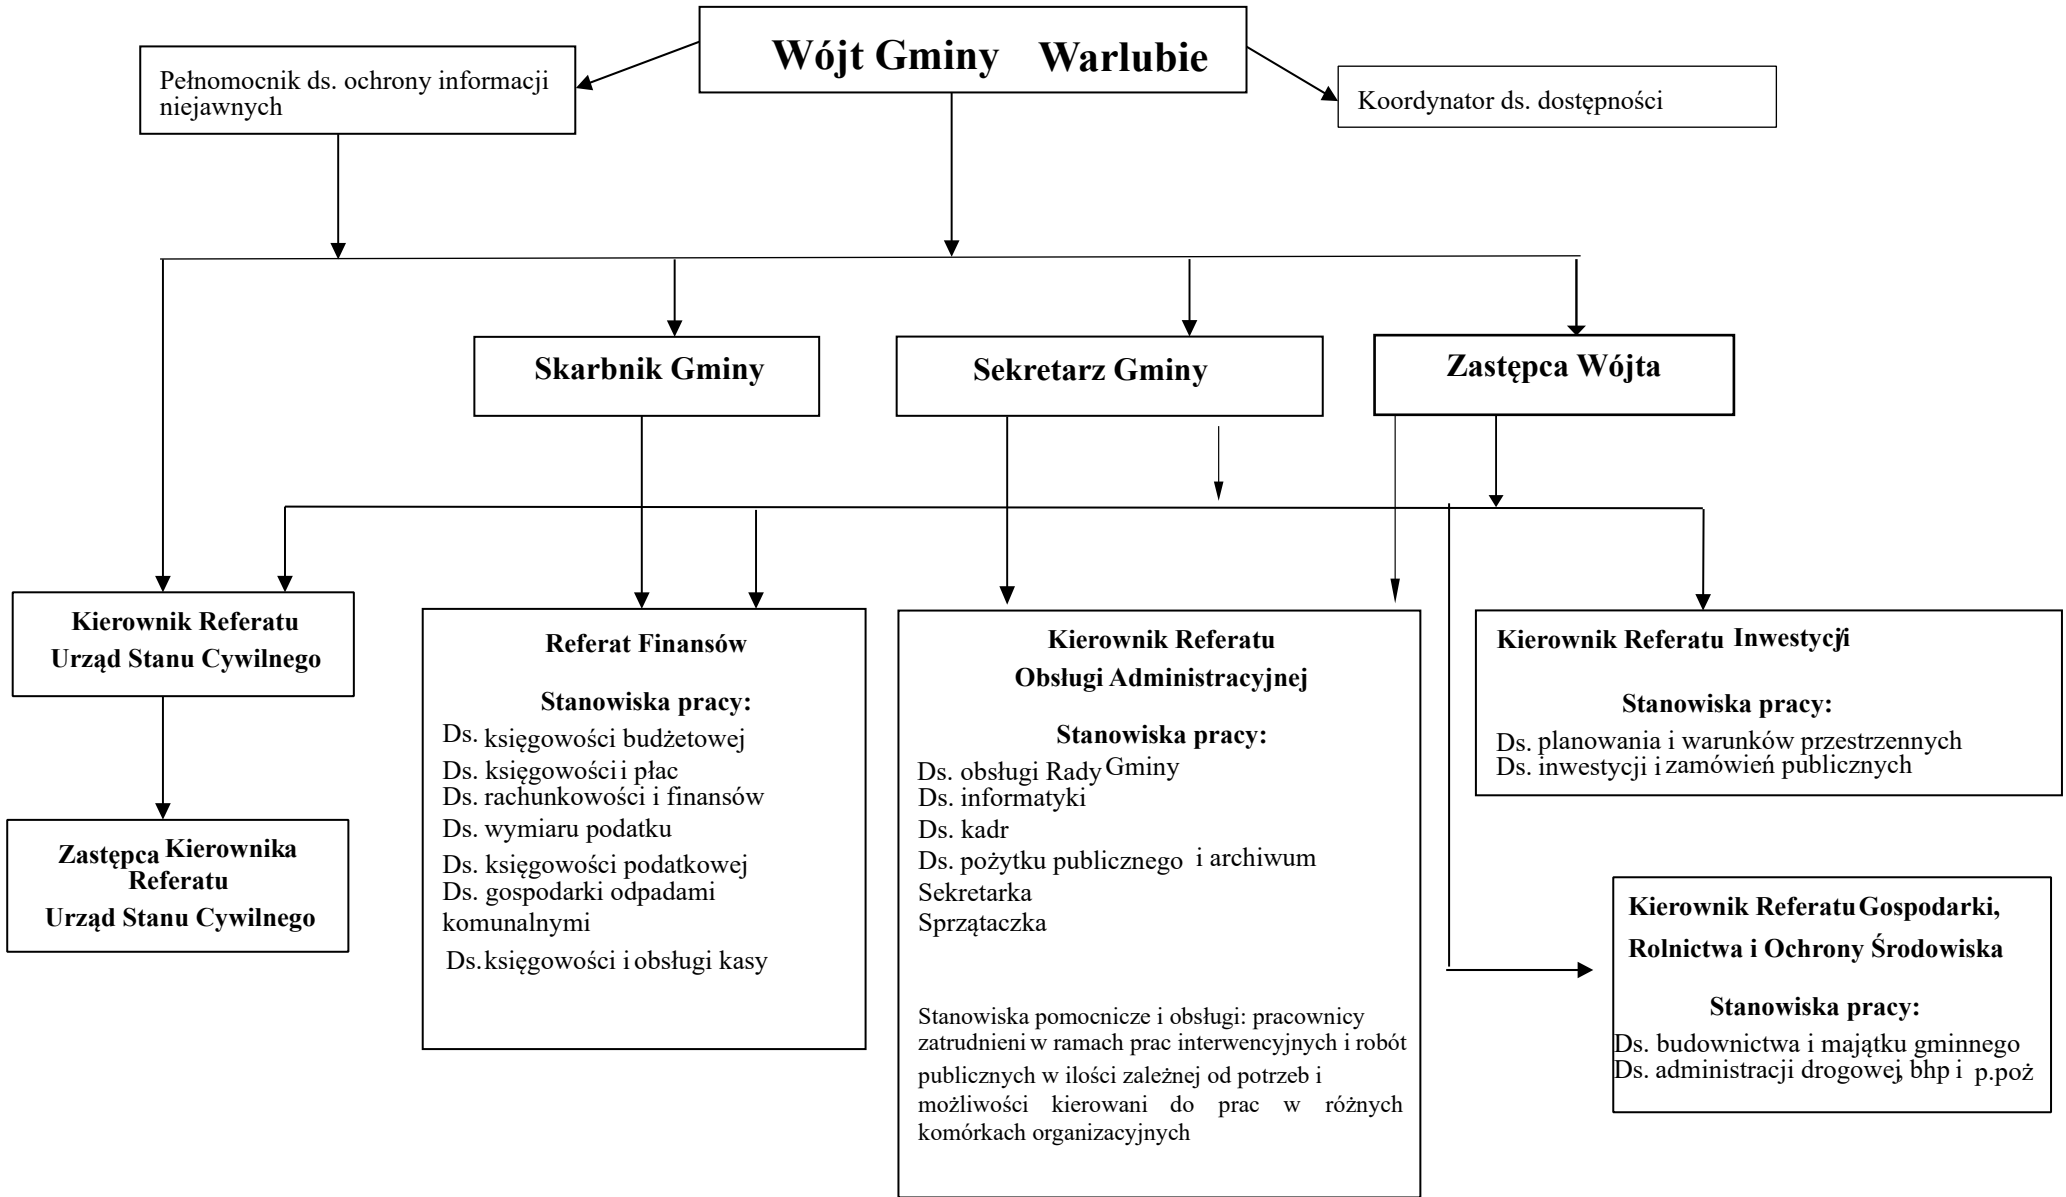 Wójt Gminy Warlubie
Pełnomocnik ds. ochrony informacji
niejawnych
Koordynator ds. dostępności
Skarbnik Gminy
Sekretarz Gminy
Zastępca Wójta
Kierownik Referatu
Urząd Stanu Cywilnego
Zastępca Kierownika
Referatu
Urząd Stanu Cywilnego
Referat Finansów
Stanowiska pracy:
Ds. księgowości budżetowej
Ds. księgowości i płac
Ds. rachunkowości i finansów
Ds. wymiaru podatku
Ds. księgowości podatkowej
Ds. gospodarki odpadami
komunalnymi
Ds. księgowości i obsługi kasy
Kierownik Referatu
Obsługi Administracyjnej
Stanowiska pracy:
Ds. obsługi Rady Gminy
Ds. informatyki
Ds. kadr
Ds. pożytku publicznego i archiwum
Sekretarka
Sprzątaczka
Stanowiska pomocnicze i obsługi: pracownicy
zatrudnieni w ramach prac interwencyjnych i robót
publicznych w ilości zależnej od potrzeb i
możliwości kierowani do prac w różnych
komórkach organizacyjnych
Kierownik Referatu Inwestycji
Stanowiska pracy:
Ds. planowania i warunków przestrzennych
Ds. inwestycji i zamówień publicznych
Kierownik Referatu Gospodarki,
Rolnictwa i Ochrony Środowiska
Stanowiska pracy:
Ds. budownictwa i majątku gminnego
Ds. administracji drogowej, bhp i p.poż